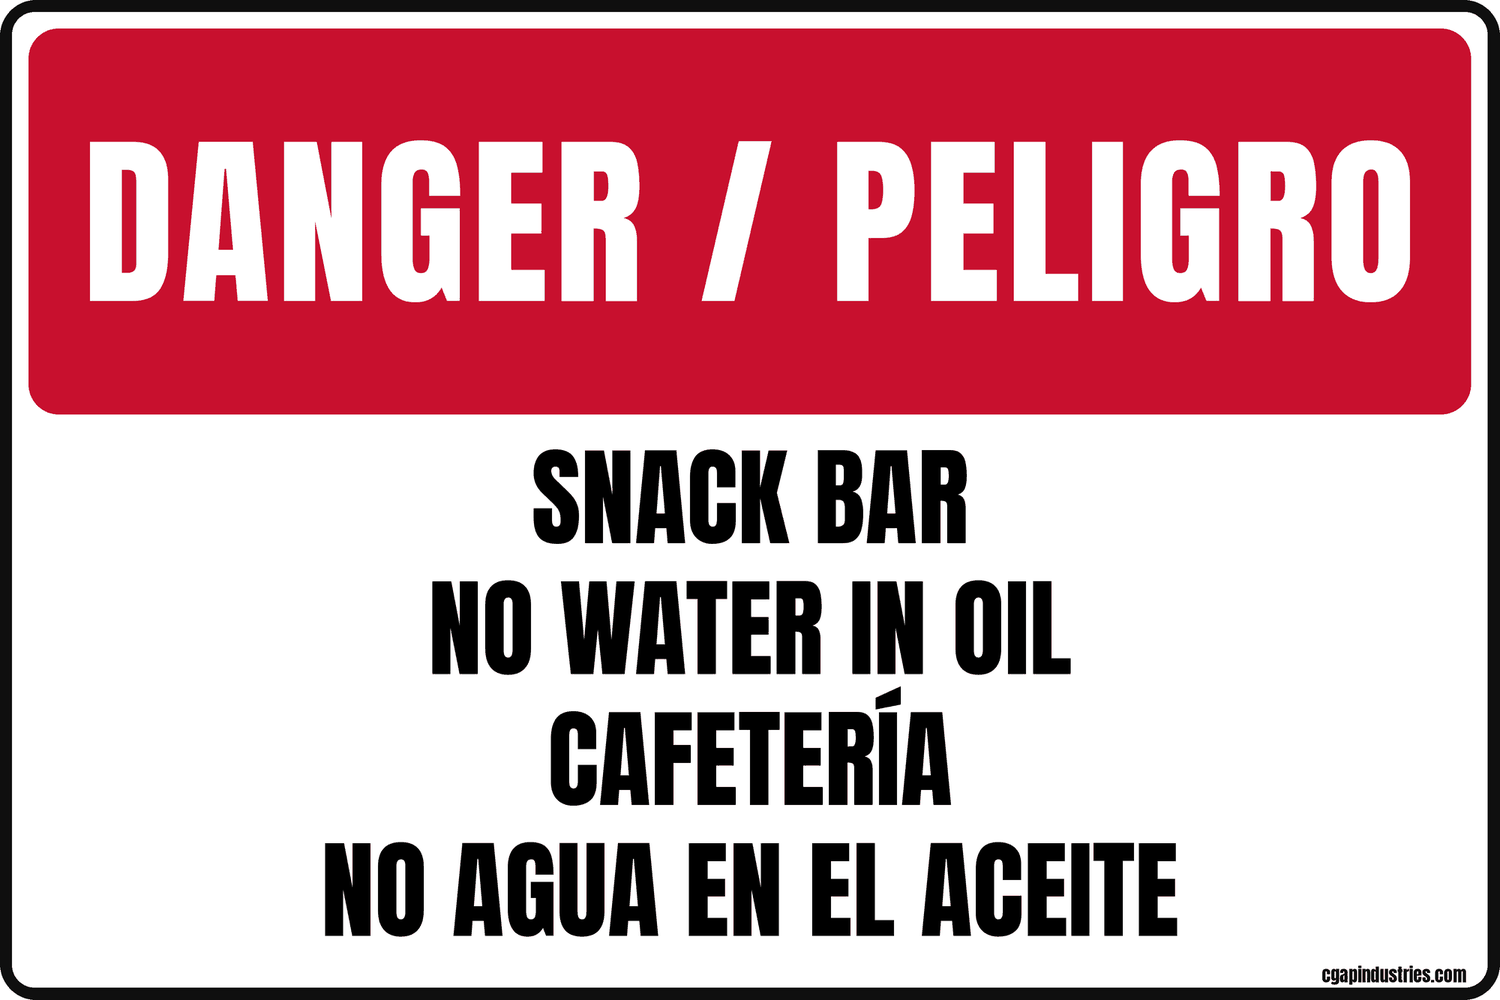 DANGER / PELIGRO
SNACK BAR
NO WATER IN OIL
CAFETERÍA
NO AGUA EN EL ACEITE
cgapindustries.com